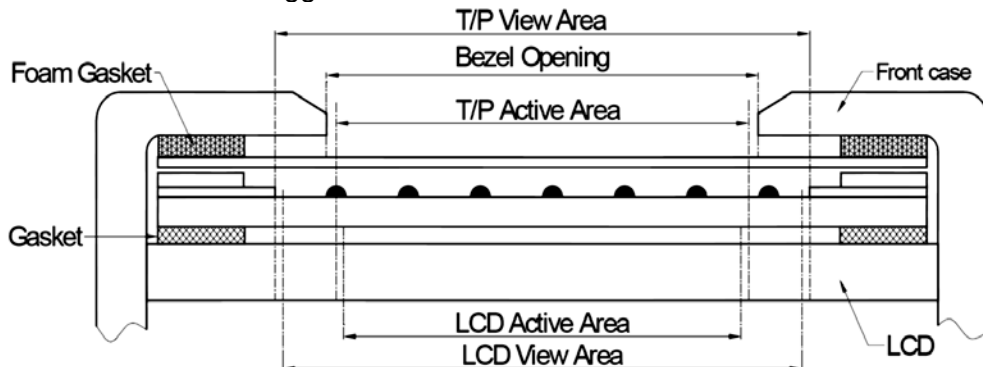 T/P View Area
Bezel Opening
Foam Gasket
Front case
T/P Active Area
Gasket
LCD Active Area
LCD
LCD View Area